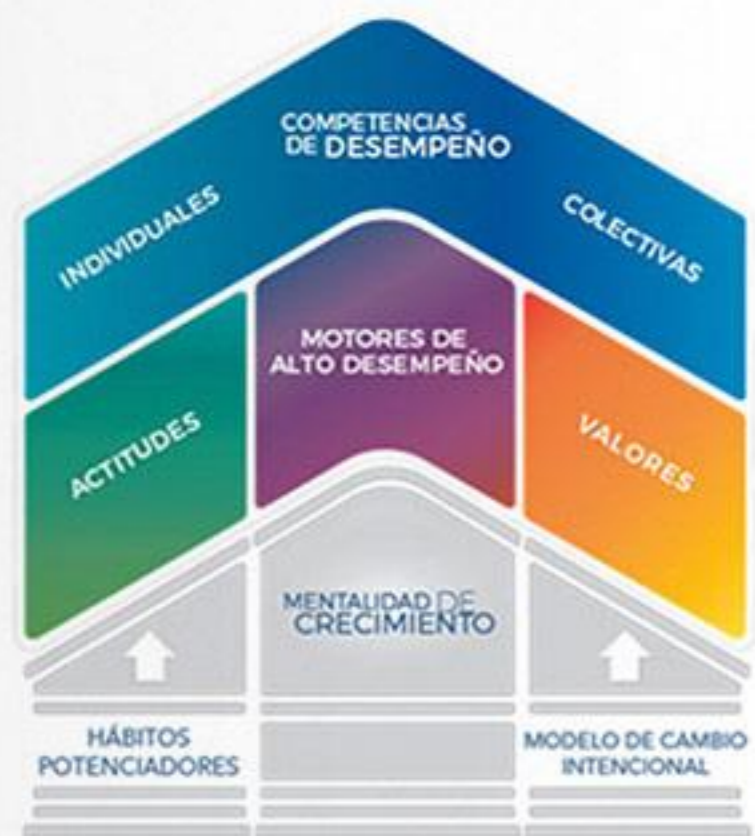 COMPETENCIAS
DE DESEMPEÑO
INDIVIDUALES
COLECTIVAS
MOTORES DE
ALTO DESEMPEÑO
ACTITUDES
VALORES
MENTALIDAD DE
CRECIMIENTO
HÁBITOS
POTENCIADORES
MODELO DE CAMBIO
INTENCIONAL